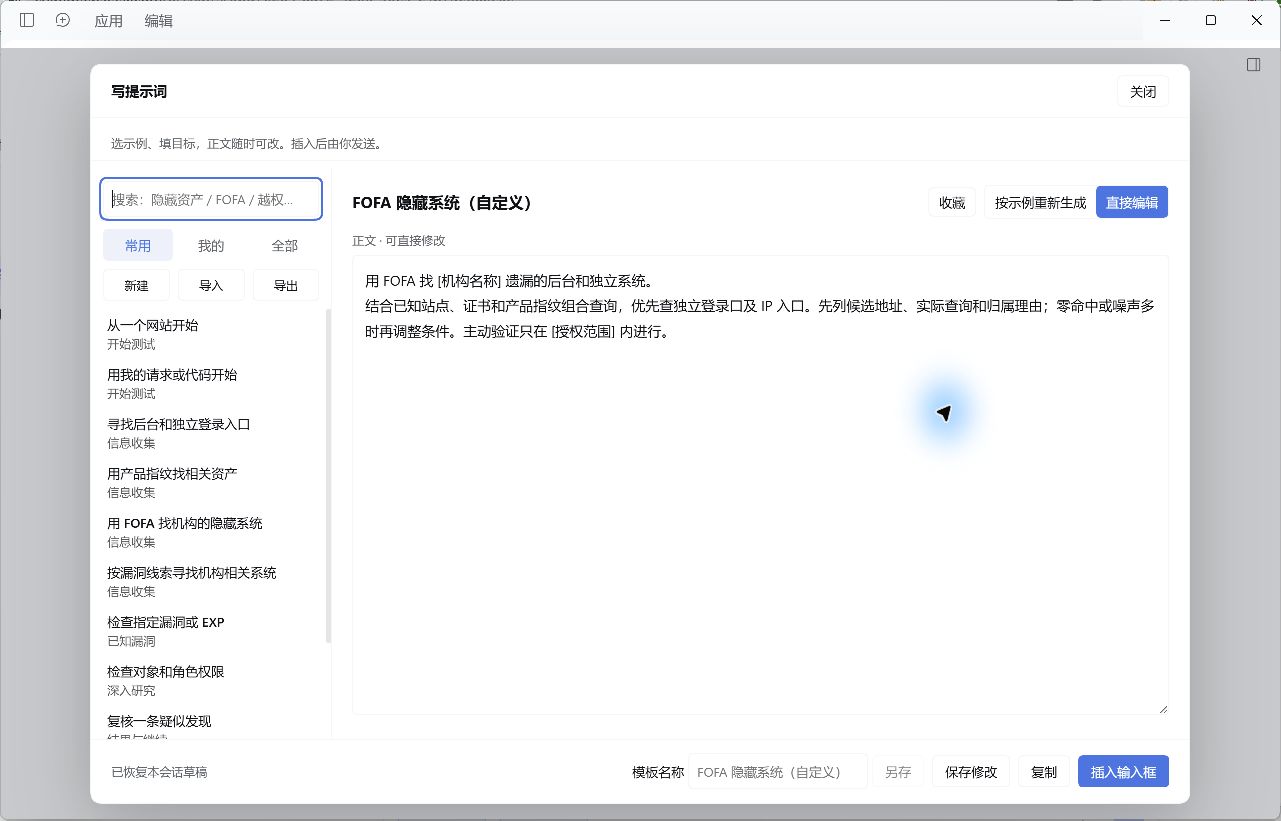 应用 编辑
写提示词
关闭
选示例、填目标，正文随时可改。插入后由你发送。
搜索：隐藏资产 / FOFA / 越权...
常用 我的 全部
新建 导入 导出
从一个网站开始
开始测试
用我的请求或代码开始
开始测试
寻找后台和独立登录入口
信息收集
用产品指纹找相关资产
信息收集
用 FOFA 找机构的隐藏系统
信息收集
按漏洞线索寻找机构相关系统
信息收集
检查指定漏洞或 EXP
已知漏洞
检查对象和角色权限
深入研究
复核一条疑似发现
FOFA 隐藏系统（自定义）
收藏 按示例重新生成 直接编辑
正文 · 可直接修改
用 FOFA 找 [机构名称] 遗漏的后台和独立系统。
结合已知站点、证书和产品指纹组合查询，优先查独立登录口及 IP 入口。先列候选地址、实际查询和归属理由；零命中或噪声多
时再调整条件。主动验证只在 [授权范围] 内进行。
已恢复本会话草稿
模板名称 FOFA 隐藏系统（自定义） 另存 保存修改 复制 插入输入框